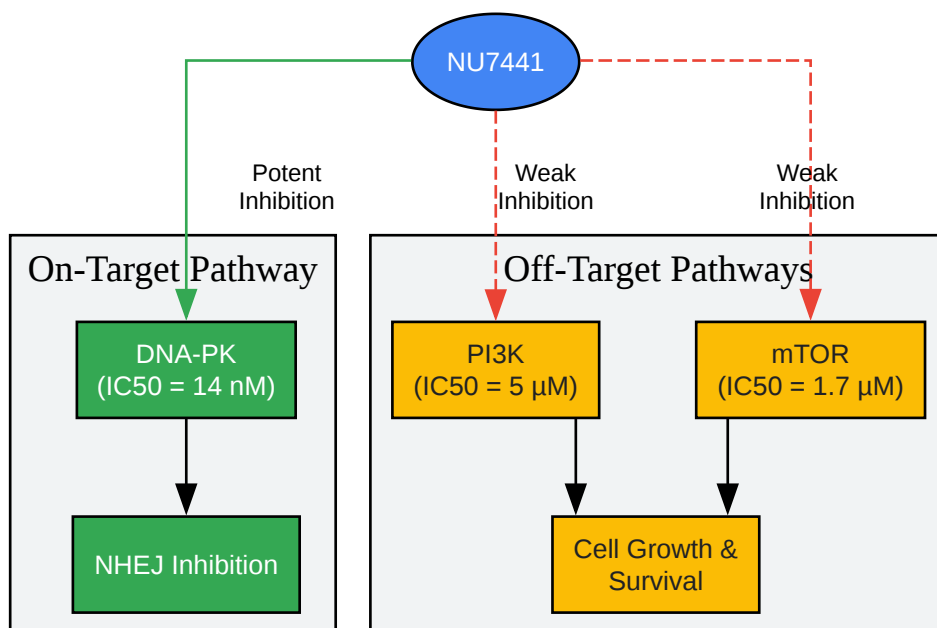 NU7441
Potent
Inhibition
Weak
Inhibition
Weak
Inhibition
On-Target Pathway
Off-Target Pathways
DNA-PK
(IC50 = 14 nM)
PI3K
(IC50 = 5 µM)
mTOR
(IC50 = 1.7 µM)
NHEJ Inhibition
Cell Growth &
Survival